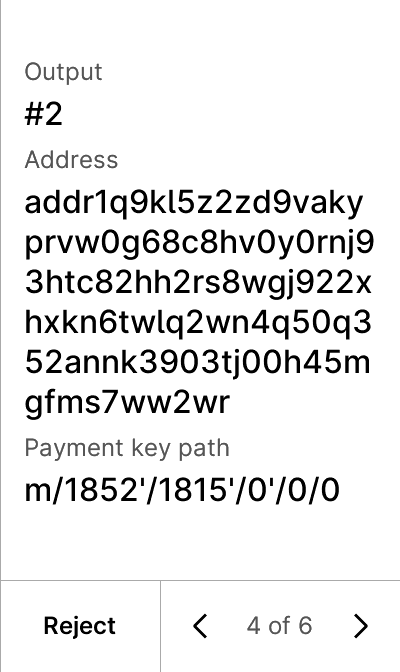 Output
#2
Address
addr1q9kl5z2zd9vaky
prvw0g68c8hv0y0rnj9
3htc82hh2rs8wgj922x
hxkn6twlq2wn4q50q3
52annk3903tj00h45m
gfms7ww2wr
Payment key path
m/1852'/1815'/0'/0/0
Reject
4 of 6